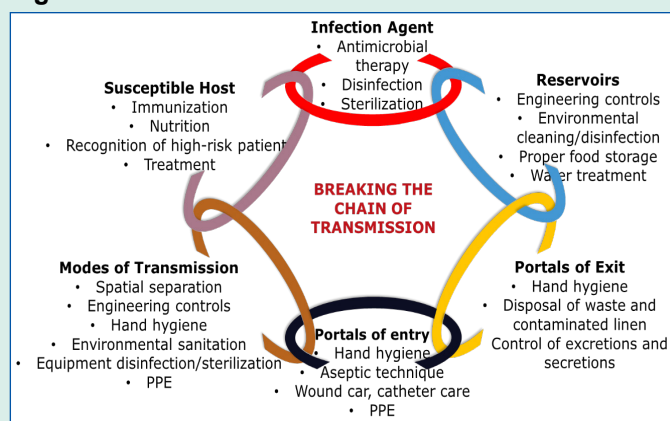 Infection Agent
• Antimicrobial
therapy
• Disinfection
• Sterilization
Reservoirs
• Engineering controls
• Environmental
cleaning/disinfection
• Proper food storage
• Water treatment
Portals of Exit
• Hand hygiene
• Disposal of waste and
contaminated linen
Control of excretions and
secretions
Portals of entry
• Hand hygiene
• Aseptic technique
• Wound car, catheter care
• PPE
Modes of Transmission
• Spatial separation
• Engineering controls
• Hand hygiene
• Environmental sanitation
• Equipment disinfection/sterilization
• PPE
Susceptible Host
• Immunization
• Nutrition
• Recognition of high-risk patient
• Treatment
BREAKING THE
CHAIN OF
TRANSMISSION